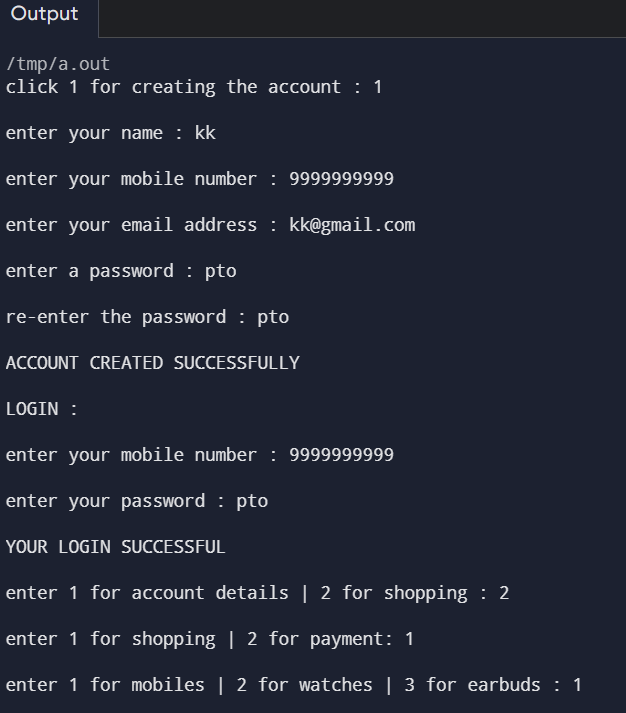 Output
/tmp/a.out
click 1 for creating the account : 1
enter your name : kk
enter your mobile number : 9999999999
enter your email address : kk@gmail.com
enter a password : pto
re-enter the password : pto
ACCOUNT CREATED SUCCESSFULLY
LOGIN :
enter your mobile number : 9999999999
enter your password : pto
YOUR LOGIN SUCCESSFUL
enter 1 for account details | 2 for shopping : 2
enter 1 for shopping | 2 for payment: 1
enter 1 for mobiles | 2 for watches | 3 for earbuds : 1